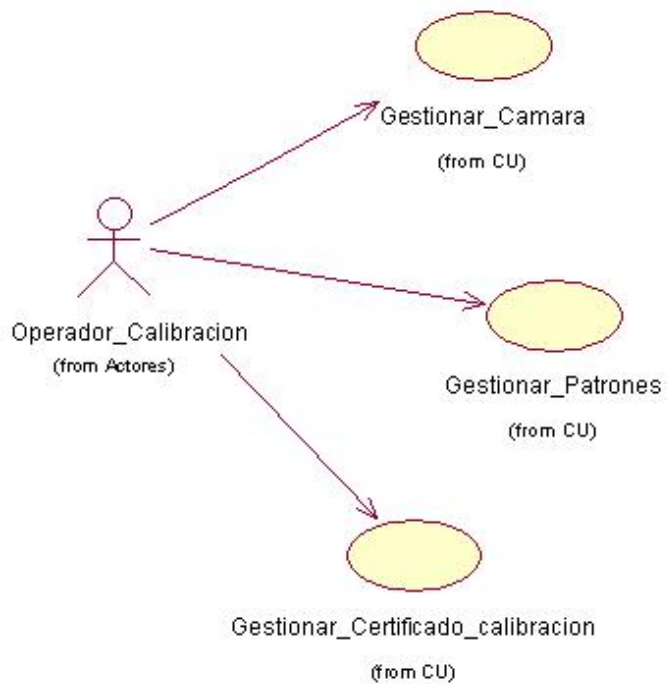 Gestionar_Camara
(from CU)
Operador_Calibracion
(from Actores)
Gestionar_Patrones
(from CU)
Gestionar_Certificado_calibracion
(from CU)